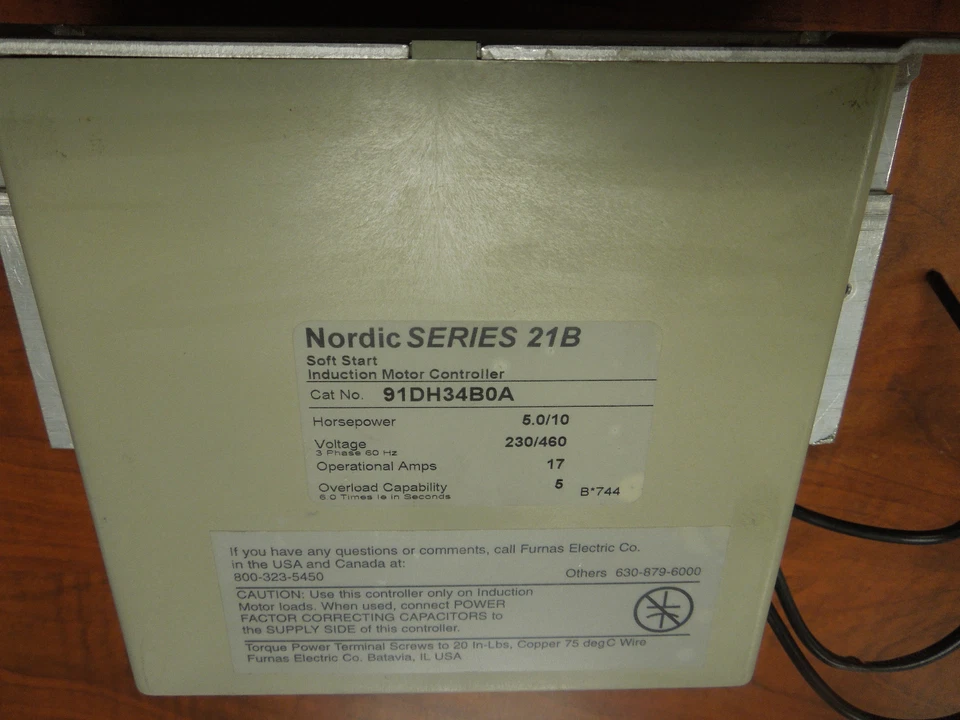 Nordic SERIES 21B
Soft Start
Induction Motor Controller
Cat No. 91DH34B0A
Horsepower 5.0/10
Voltage 230/460
3 Phase 60 Hz
Operational Amps 17
Overload Capability 5
6.0 Times Ie in Seconds B*744
If you have any questions or comments, call Furnas Electric Co.
in the USA and Canada at:
800-323-5450 Others 630-879-6000
CAUTION: Use this controller only on Induction
Motor loads. When used, connect POWER
FACTOR CORRECTING CAPACITORS to
the SUPPLY SIDE of this controller.
Torque Power Terminal Screws to 20 In-Lbs, Copper 75 degC Wire
Furnas Electric Co. Batavia, IL USA